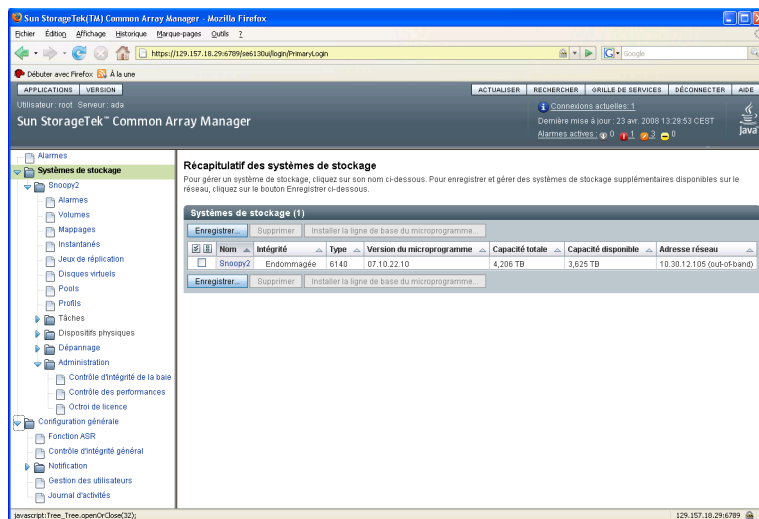 Sun StorageTek(TM) Common Array Manager - Mozilla Firefox
Fichier Édition Affichage Historique Marque-pages Outils ?
https://129.157.18.29:6789/se6130ui/login/PrimaryLogin
Google
Débuter avec Firefox À la une
APPLICATIONS VERSION ACTUALISER RECHERCHER GRILLE DE SERVICES DÉCONNECTER AIDE
Utilisateur: root Serveur: ada
Sun StorageTek™ Common Array Manager
Connexions actuelles: 1
Dernière mise à jour : 23 avr. 2008 13:29:53 CEST
Alarmes actives: 0 1 3 0
Java
Alarmes
Systèmes de stockage
Snoopy2
Alarmes
Volumes
Mappages
Instantanés
Jeux de réplication
Disques virtuels
Pools
Profils
Tâches
Dispositifs physiques
Dépannage
Administration
Contrôle d'intégrité de la baie
Contrôle des performances
Octroi de licence
Configuration générale
Fonction ASR
Contrôle d'intégrité général
Notification
Gestion des utilisateurs
Journal d'activités
Récapitulatif des systèmes de stockage
Pour gérer un système de stockage, cliquez sur son nom ci-dessous. Pour enregistrer et gérer des systèmes de stockage supplémentaires disponibles sur le
réseau, cliquez sur le bouton Enregistrer ci-dessous.
Systèmes de stockage (1)
Enregistrer... Supprimer Installer la ligne de base du microprogramme...
Nom Intégrité Type Version du microprogramme Capacité totale Capacité disponible Adresse réseau
Snoopy2 Endommagée 6140 07.10.22.10 4,206 TB 3,625 TB 10.30.12.105 (out-of-band)
Enregistrer... Supprimer Installer la ligne de base du microprogramme...
javascript:Tree_Tree.openOrClose(32); 129.157.18.29:6789